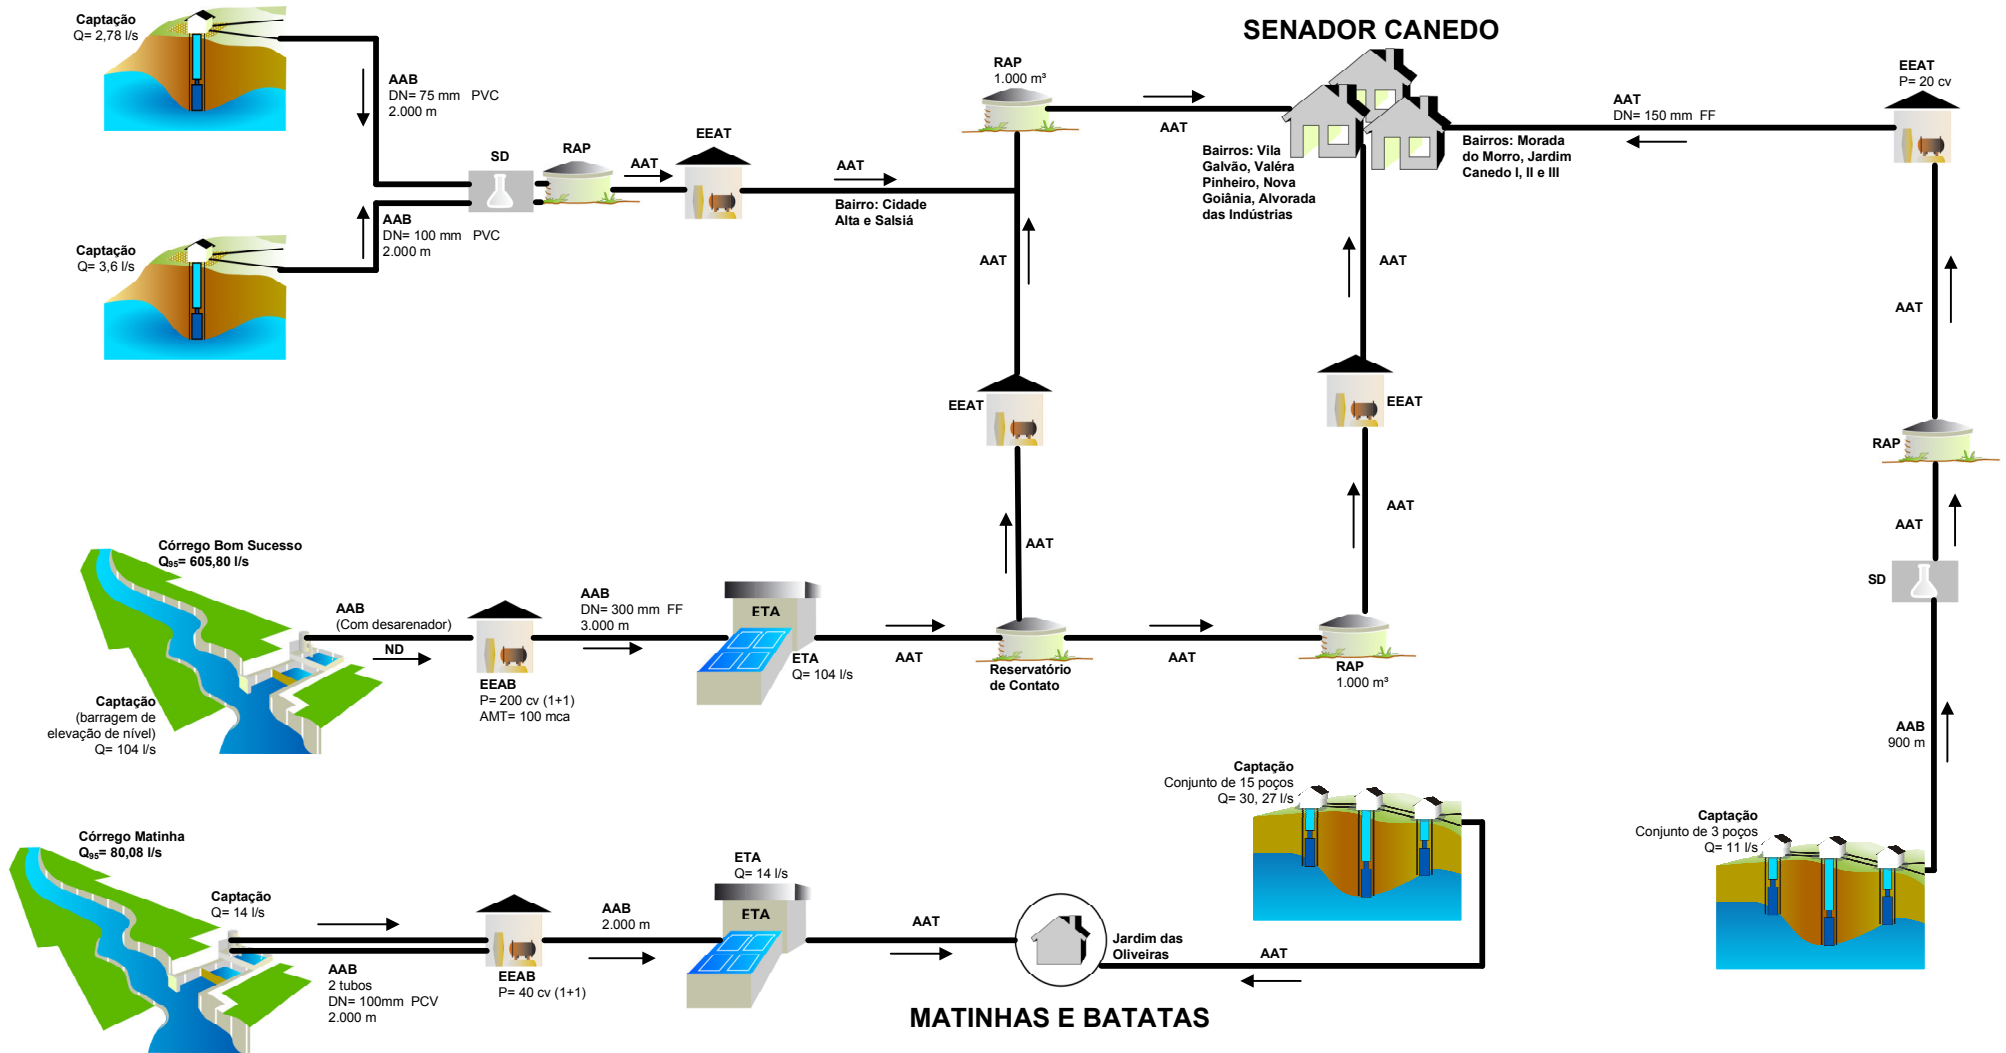 SENADOR CANEDO
Captação
Q= 2,78 l/s
AAB
DN= 75 mm PVC
2.000 m
SD
RAP
AAT
EEAT
AAT
Bairro: Cidade
Alta e Salsiá
Captação
Q= 3,6 l/s
AAB
DN= 100 mm PVC
2.000 m
RAP
1.000 m³
AAT
Bairros: Vila
Galvão, Valéra
Pinheiro, Nova
Goiânia, Alvorada
das Indústrias
Bairros: Morada
do Morro, Jardim
Canedo I, II e III
AAT
DN= 150 mm FF
EEAT
P= 20 cv
AAT
AAT
AAT
EEAT
EEAT
RAP
AAT
AAT
AAT
SD
AAB
900 m
Captação
Conjunto de 3 poços
Q= 11 l/s
Córrego Bom Sucesso
Q95= 605,80 l/s
Captação
(barragem de
elevação de nível)
Q= 104 l/s
AAB
(Com desarenador)
ND
EEAB
P= 200 cv (1+1)
AMT= 100 mca
AAB
DN= 300 mm FF
3.000 m
ETA
ETA
Q= 104 l/s
AAT
Reservatório
de Contato
AAT
RAP
1.000 m³
Córrego Matinha
Q95= 80,08 l/s
Captação
Q= 14 l/s
AAB
2 tubos
DN= 100mm PCV
2.000 m
EEAB
P= 40 cv (1+1)
AAB
2.000 m
ETA
Q= 14 l/s
ETA
AAT
Jardim das
Oliveiras
AAT
Captação
Conjunto de 15 poços
Q= 30, 27 l/s
MATINHAS E BATATAS